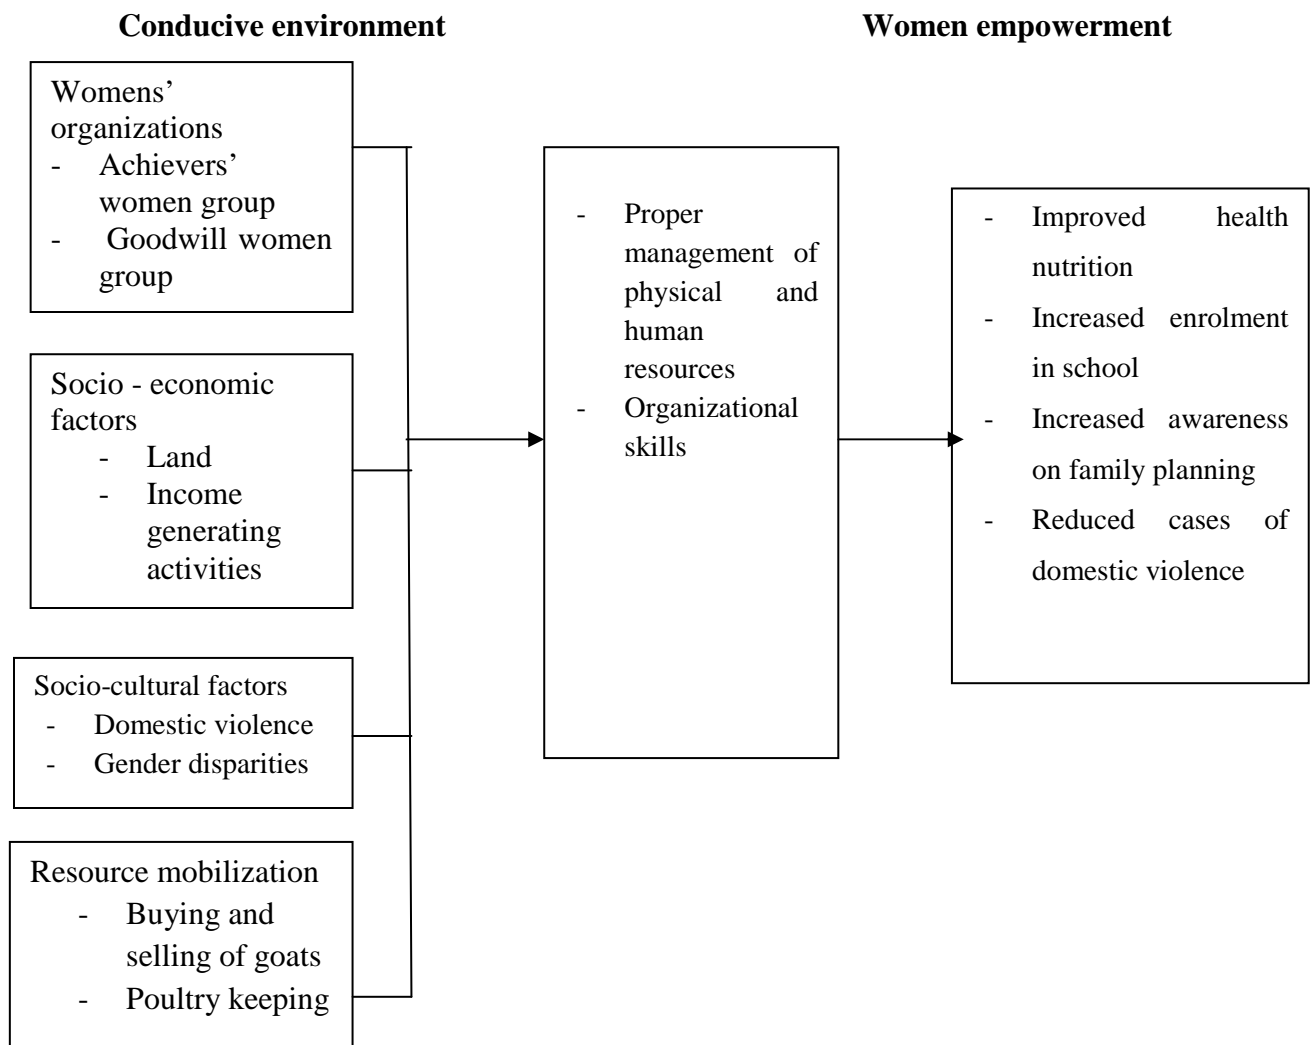 Conducive environment
Women empowerment
Womens’
organizations
- Achievers’
women group
- Goodwill women
group
Socio - economic
factors
- Land
- Income
generating
activities
Socio-cultural factors
- Domestic violence
- Gender disparities
Resource mobilization
- Buying and
selling of goats
- Poultry keeping
- Proper
management of
physical and
human
resources
- Organizational
skills
- Improved health
nutrition
- Increased enrolment
in school
- Increased awareness
on family planning
- Reduced cases of
domestic violence